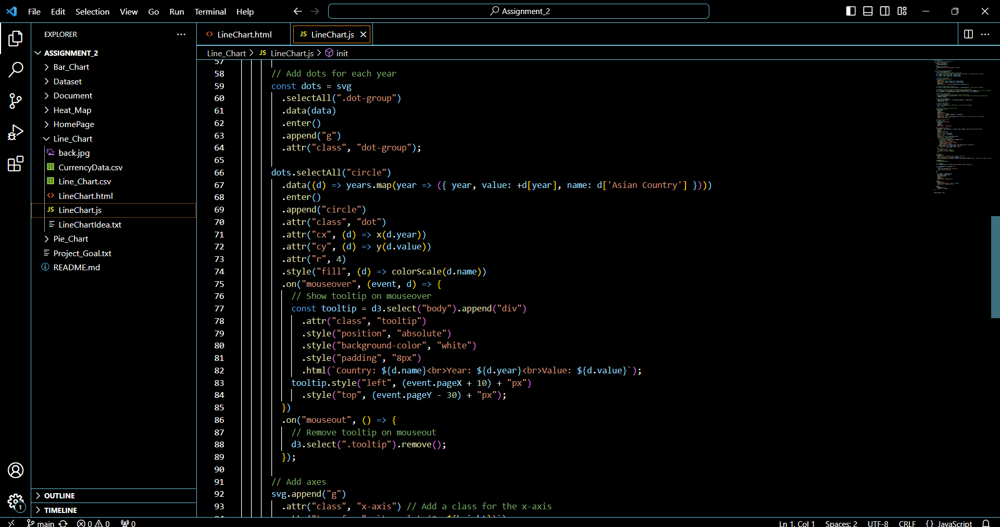 File Edit Selection View Go Run Terminal Help
Assignment_2
EXPLORER
ASSIGNMENT_2
Bar_Chart
Dataset
Document
Heat_Map
HomePage
Line_Chart
back.jpg
CurrencyData.csv
Line_Chart.csv
LineChart.html
JS LineChart.js
LineChartIdea.txt
Pie_Chart
Project_Goal.txt
README.md
OUTLINE
TIMELINE
LineChart.html
JS LineChart.js
Line_Chart > JS LineChart.js > init
57
58 // Add dots for each year
59 const dots = svg
60 .selectAll(".dot-group")
61 .data(data)
62 .enter()
63 .append("g")
64 .attr("class", "dot-group");
65
66 dots.selectAll("circle")
67 .data((d) => years.map(year => ({ year, value: +d[year], name: d['Asian Country'] })))
68 .enter()
69 .append("circle")
70 .attr("class", "dot")
71 .attr("cx", (d) => x(d.year))
72 .attr("cy", (d) => y(d.value))
73 .attr("r", 4)
74 .style("fill", (d) => colorScale(d.name))
75 .on("mouseover", (event, d) => {
76 // Show tooltip on mouseover
77 const tooltip = d3.select("body").append("div")
78 .attr("class", "tooltip")
79 .style("position", "absolute")
80 .style("background-color", "white")
81 .style("padding", "8px")
82 .html(`Country: ${d.name}<br>Year: ${d.year}<br>Value: ${d.value}`);
83 tooltip.style("left", (event.pageX + 10) + "px")
84 .style("top", (event.pageY - 30) + "px");
85 })
86 .on("mouseout", () => {
87 // Remove tooltip on mouseout
88 d3.select(".tooltip").remove();
89 });
90
91 // Add axes
92 svg.append("g")
93 .attr("class", "x-axis") // Add a class for the x-axis
1
main 0 0 0
Ln 1, Col 1 Spaces: 2 UTF-8 CRLF {} JavaScript